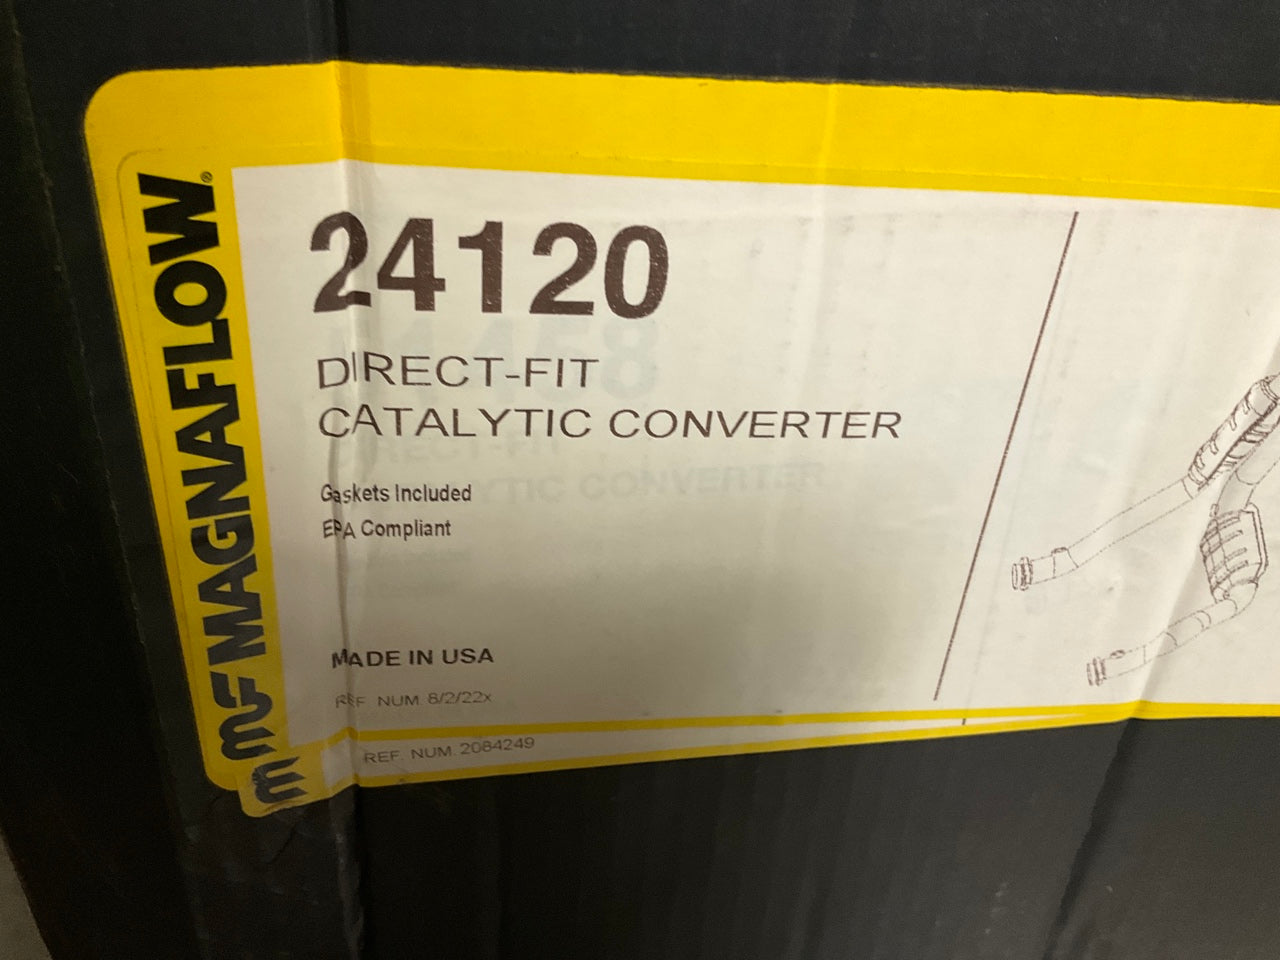 MAGNAFLOW®
24120
DIRECT-FIT
CATALYTIC CONVERTER
Gaskets Included
EPA Compliant
MADE IN USA
REF NUM 8/2/22x
REF. NUM. 2084249